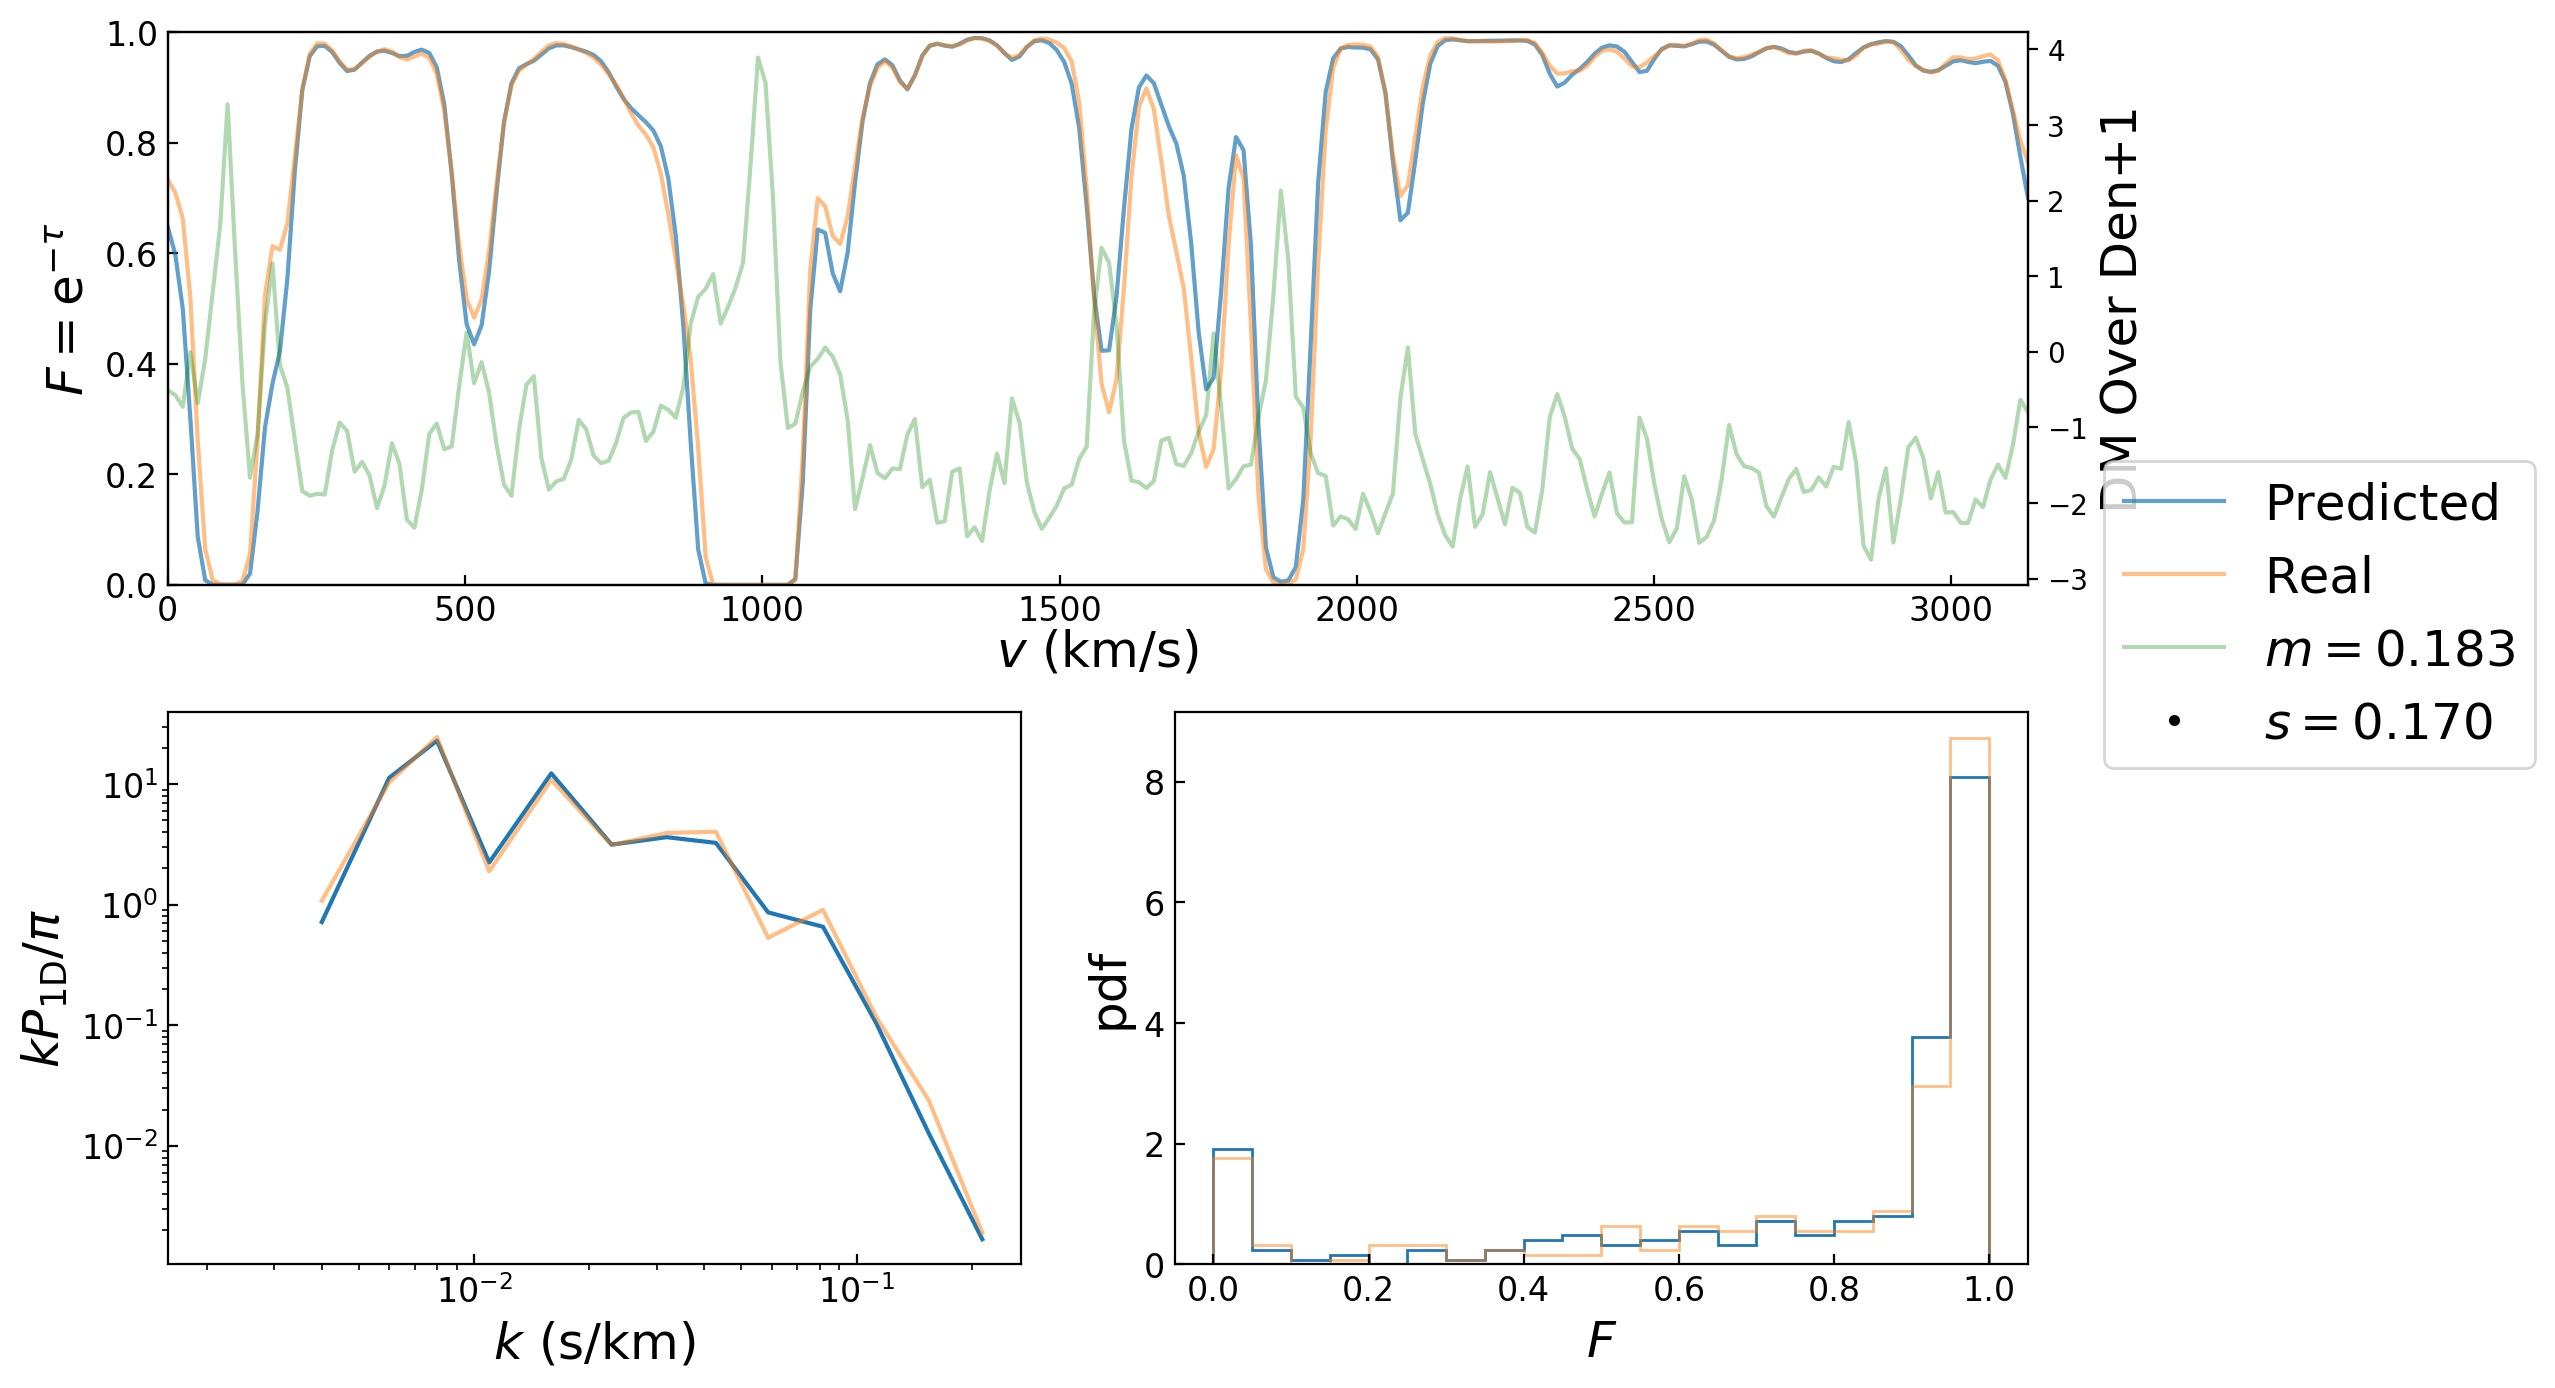 1.0
0.8
0.6
0.4
0.2
0.0
F = e^{−τ}
0 500 1000 1500 2000 2500 3000
v (km/s)
4
3
2
1
0
−1
−2
−3
DM Over Den+1
Predicted
Real
m = 0.183
s = 0.170
10^1
10^0
10^{−1}
10^{−2}
kP_{1D}/π
10^{−2} 10^{−1}
k (s/km)
8
6
4
2
0
pdf
0.0 0.2 0.4 0.6 0.8 1.0
F